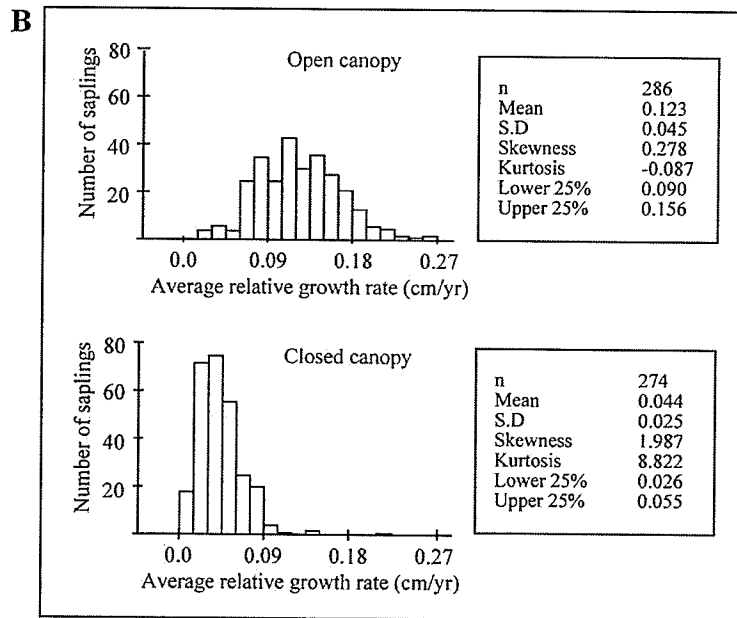 B
Open canopy
Number of saplings
80
60
40
20
0.0 0.09 0.18 0.27
Average relative growth rate (cm/yr)
n 286
Mean 0.123
S.D 0.045
Skewness 0.278
Kurtosis -0.087
Lower 25% 0.090
Upper 25% 0.156
Closed canopy
Number of saplings
80
60
40
20
0.0 0.09 0.18 0.27
Average relative growth rate (cm/yr)
n 274
Mean 0.044
S.D 0.025
Skewness 1.987
Kurtosis 8.822
Lower 25% 0.026
Upper 25% 0.055